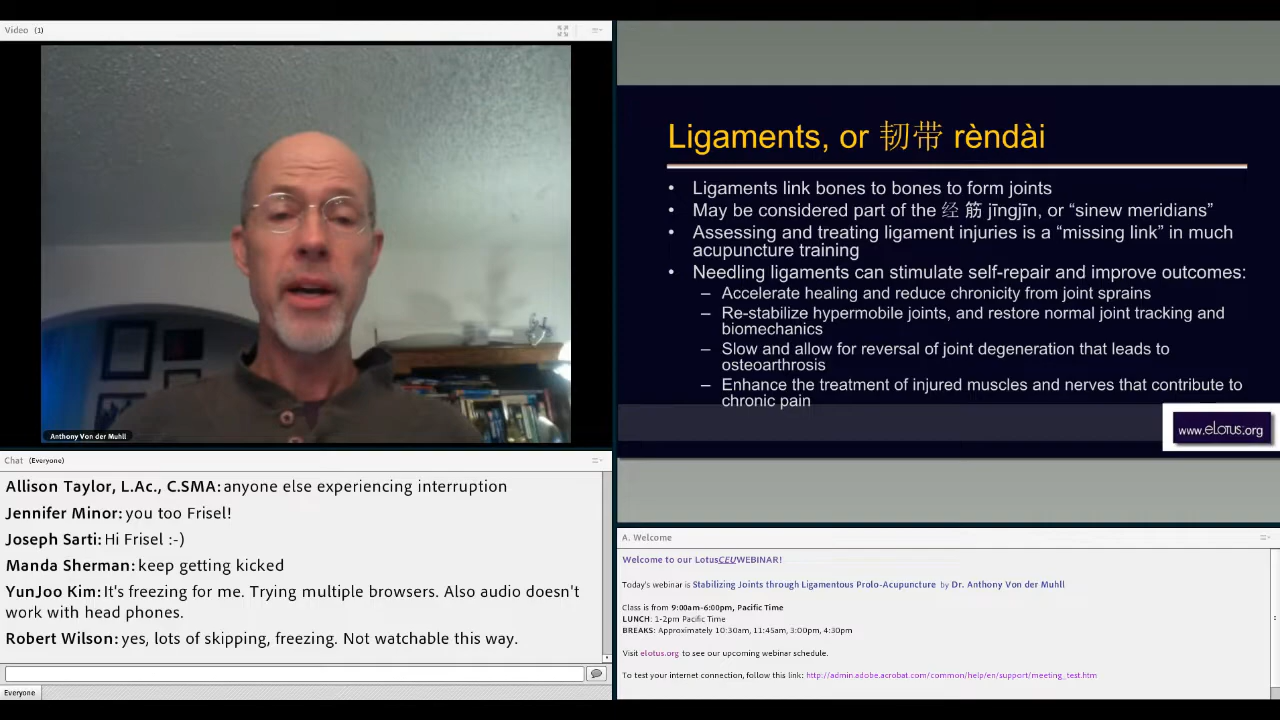 Video (1)
Anthony Von der Muhll
Chat (Everyone)
Allison Taylor, L.Ac., C.SMA: anyone else experiencing interruption
Jennifer Minor: you too Frisel!
Joseph Sarti: Hi Frisel :-)
Manda Sherman: keep getting kicked
YunJoo Kim: It's freezing for me. Trying multiple browsers. Also audio doesn't
work with head phones.
Robert Wilson: yes, lots of skipping, freezing. Not watchable this way.
Everyone
Ligaments, or 韧带 rèndài
• Ligaments link bones to bones to form joints
• May be considered part of the 经 筋 jīngjīn, or “sinew meridians”
• Assessing and treating ligament injuries is a “missing link” in much
acupuncture training
• Needling ligaments can stimulate self-repair and improve outcomes:
– Accelerate healing and reduce chronicity from joint sprains
– Re-stabilize hypermobile joints, and restore normal joint tracking and
biomechanics
– Slow and allow for reversal of joint degeneration that leads to
osteoarthrosis
– Enhance the treatment of injured muscles and nerves that contribute to
chronic pain
www.eLOTUS.org
A. Welcome
Welcome to our LotusCEUWEBINAR!
Today's webinar is Stabilizing Joints through Ligamentous Prolo-Acupuncture by Dr. Anthony Von der Muhll
Class is from 9:00am-6:00pm, Pacific Time
LUNCH: 1-2pm Pacific Time
BREAKS: Approximately 10:30am, 11:45am, 3:00pm, 4:30pm
Visit elotus.org to see our upcoming webinar schedule.
To test your internet connection, follow this link: http://admin.adobe.acrobat.com/common/help/en/support/meeting_test.htm